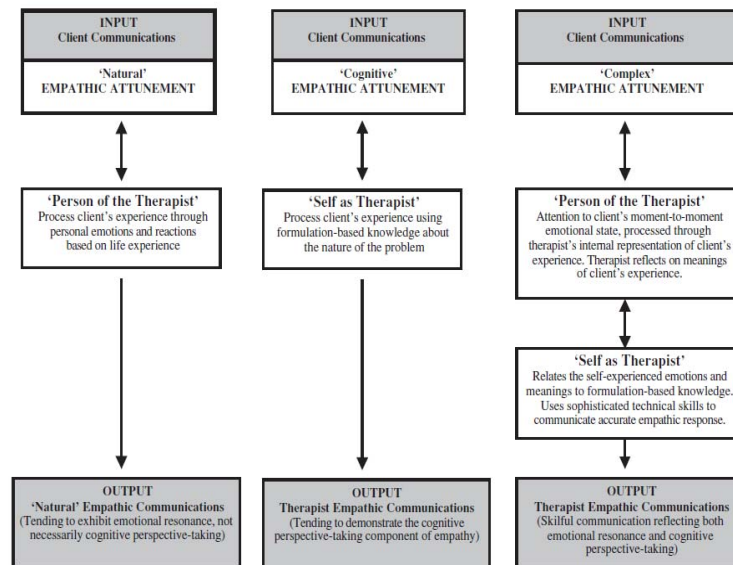 INPUT
Client Communications
'Natural'
EMPATHIC ATTUNEMENT
'Person of the Therapist'
Process client's experience through
personal emotions and reactions
based on life experience
OUTPUT
'Natural' Empathic Communications
(Tending to exhibit emotional resonance, not
necessarily cognitive perspective-taking)
INPUT
Client Communications
'Cognitive'
EMPATHIC ATTUNEMENT
'Self as Therapist'
Process client's experience using
formulation-based knowledge about
the nature of the problem
OUTPUT
Therapist Empathic Communications
(Tending to demonstrate the cognitive
perspective-taking component of empathy)
INPUT
Client Communications
'Complex'
EMPATHIC ATTUNEMENT
'Person of the Therapist'
Attention to client's moment-to-moment
emotional state, processed through
therapist's internal representation of client's
experience. Therapist reflects on meanings
of client's experience.
'Self as Therapist'
Relates the self-experienced emotions and
meanings to formulation-based knowledge.
Uses sophisticated technical skills to
communicate accurate empathic response.
OUTPUT
Therapist Empathic Communications
(Skilful communication reflecting both
emotional resonance and cognitive
perspective-taking)